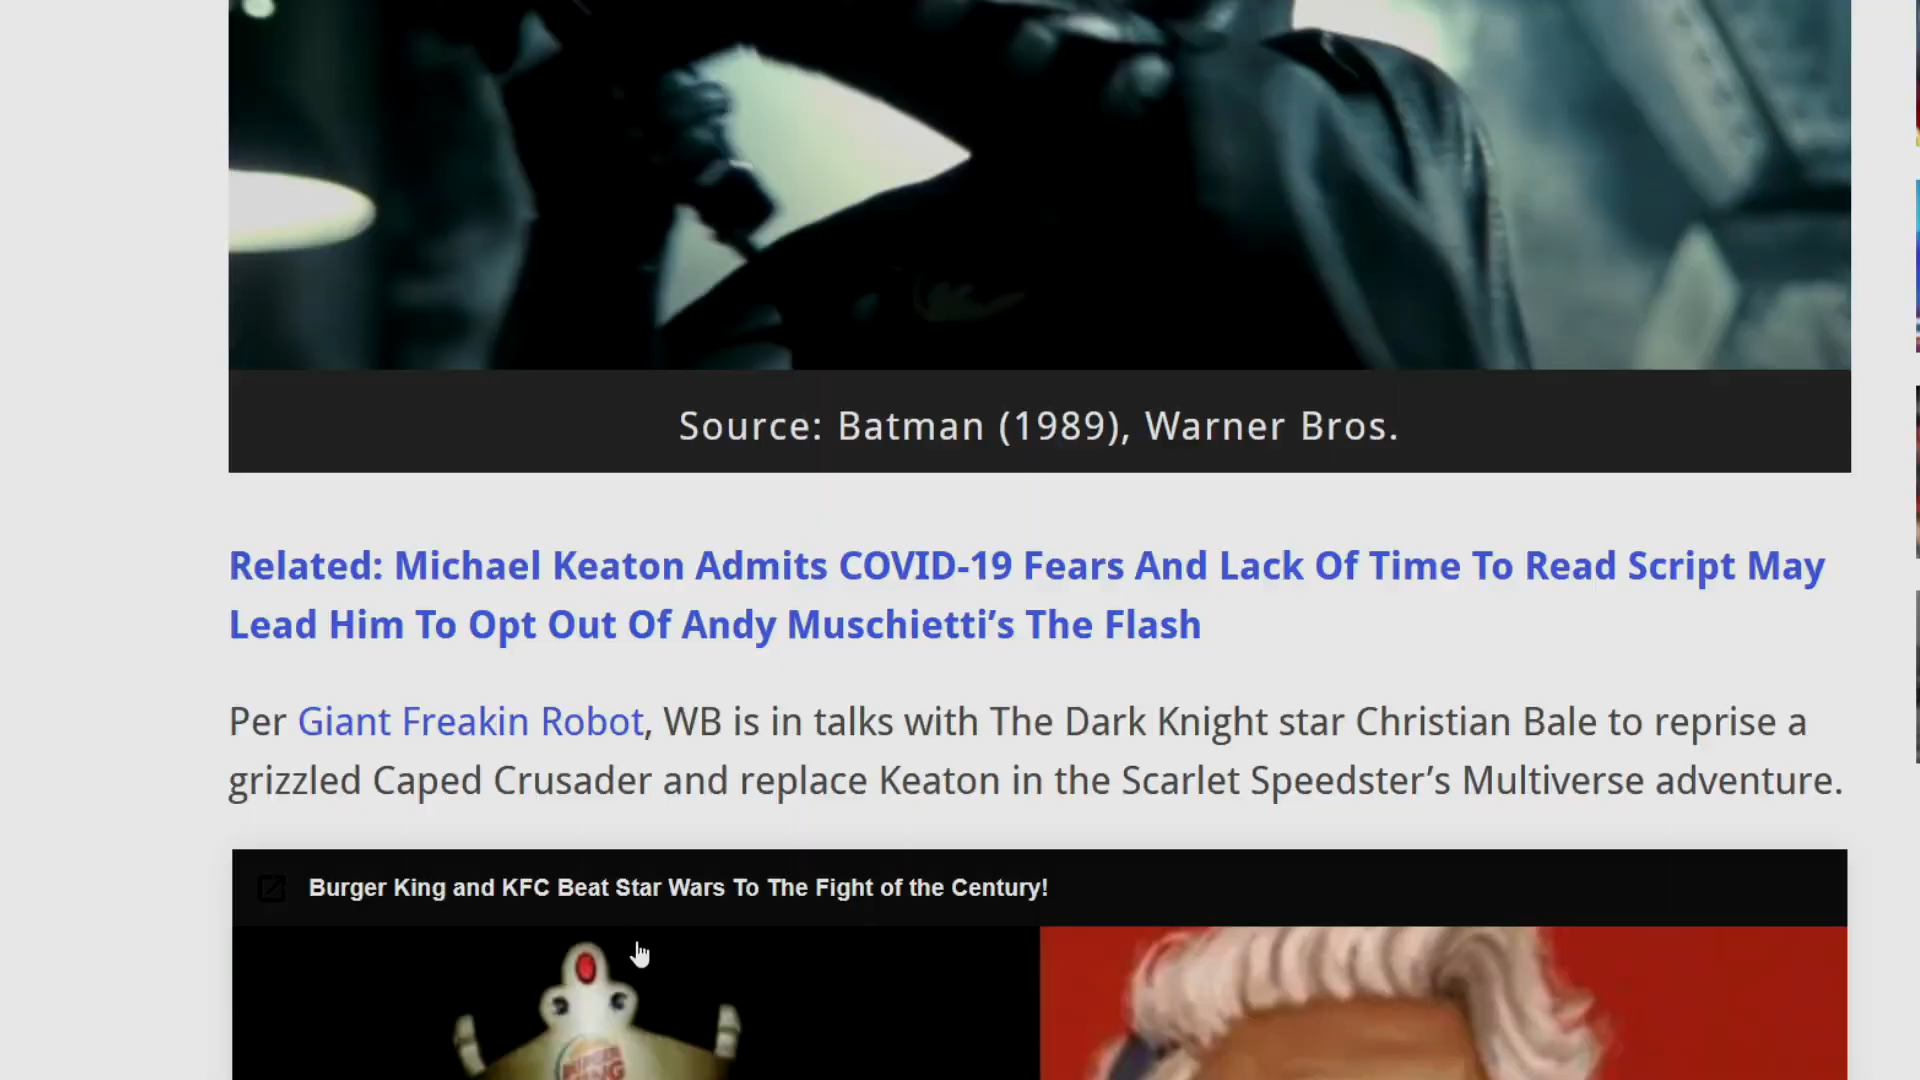 Source: Batman (1989), Warner Bros.
Related: Michael Keaton Admits COVID-19 Fears And Lack Of Time To Read Script May
Lead Him To Opt Out Of Andy Muschietti’s The Flash
Per Giant Freakin Robot, WB is in talks with The Dark Knight star Christian Bale to reprise a
grizzled Caped Crusader and replace Keaton in the Scarlet Speedster’s Multiverse adventure.
Burger King and KFC Beat Star Wars To The Fight of the Century!
BURGER
KING